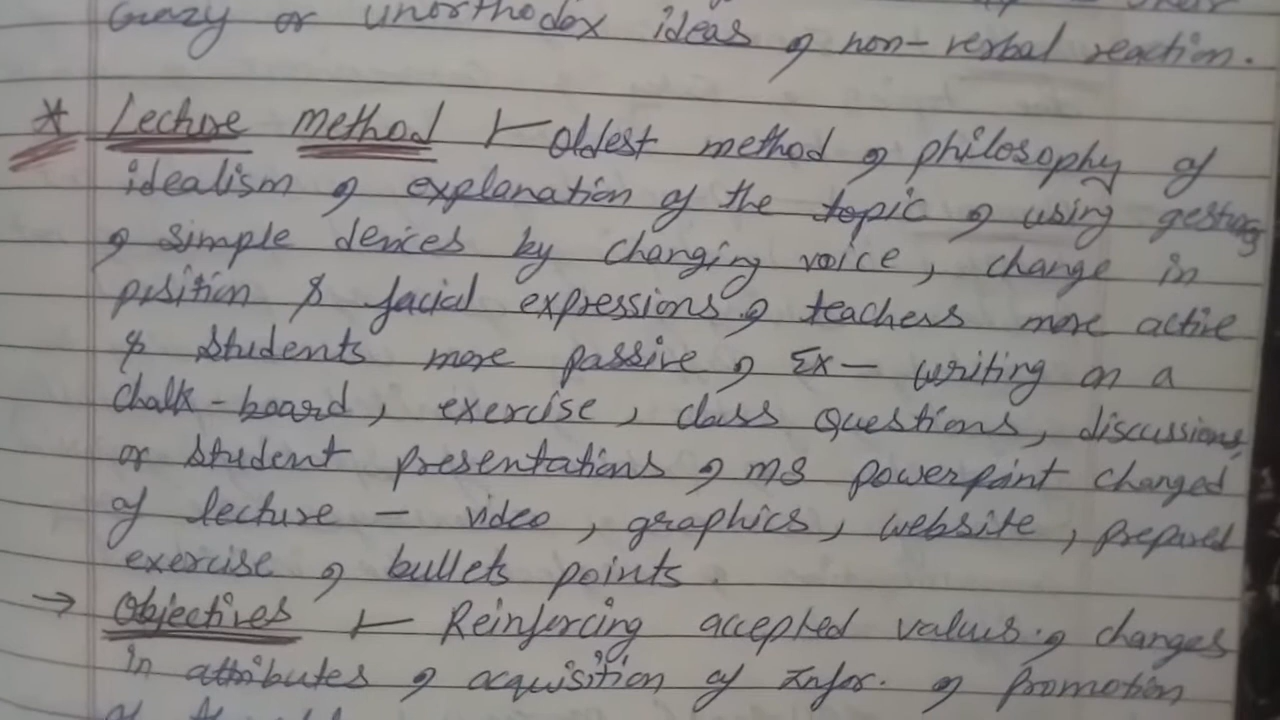 crazy or unorthodox ideas ; non-verbal reaction.
* Lecture method ⊢ Oldest method ; philosophy of
idealism ; explanation of the topic ; using gestures
; simple devices by changing voice, change in
position & facial expressions ; teachers more active
& students more passive ; Ex — writing on a
chalk-board, exercise, class questions, discussions,
or student presentations ; MS powerpoint changed
of lecture — video, graphics, website, prepared
exercise ; bullets points.
→ Objectives ⊢ Reinforcing accepted values ; changes
in attributes ; acquisition of Infor. ; Promotion
of